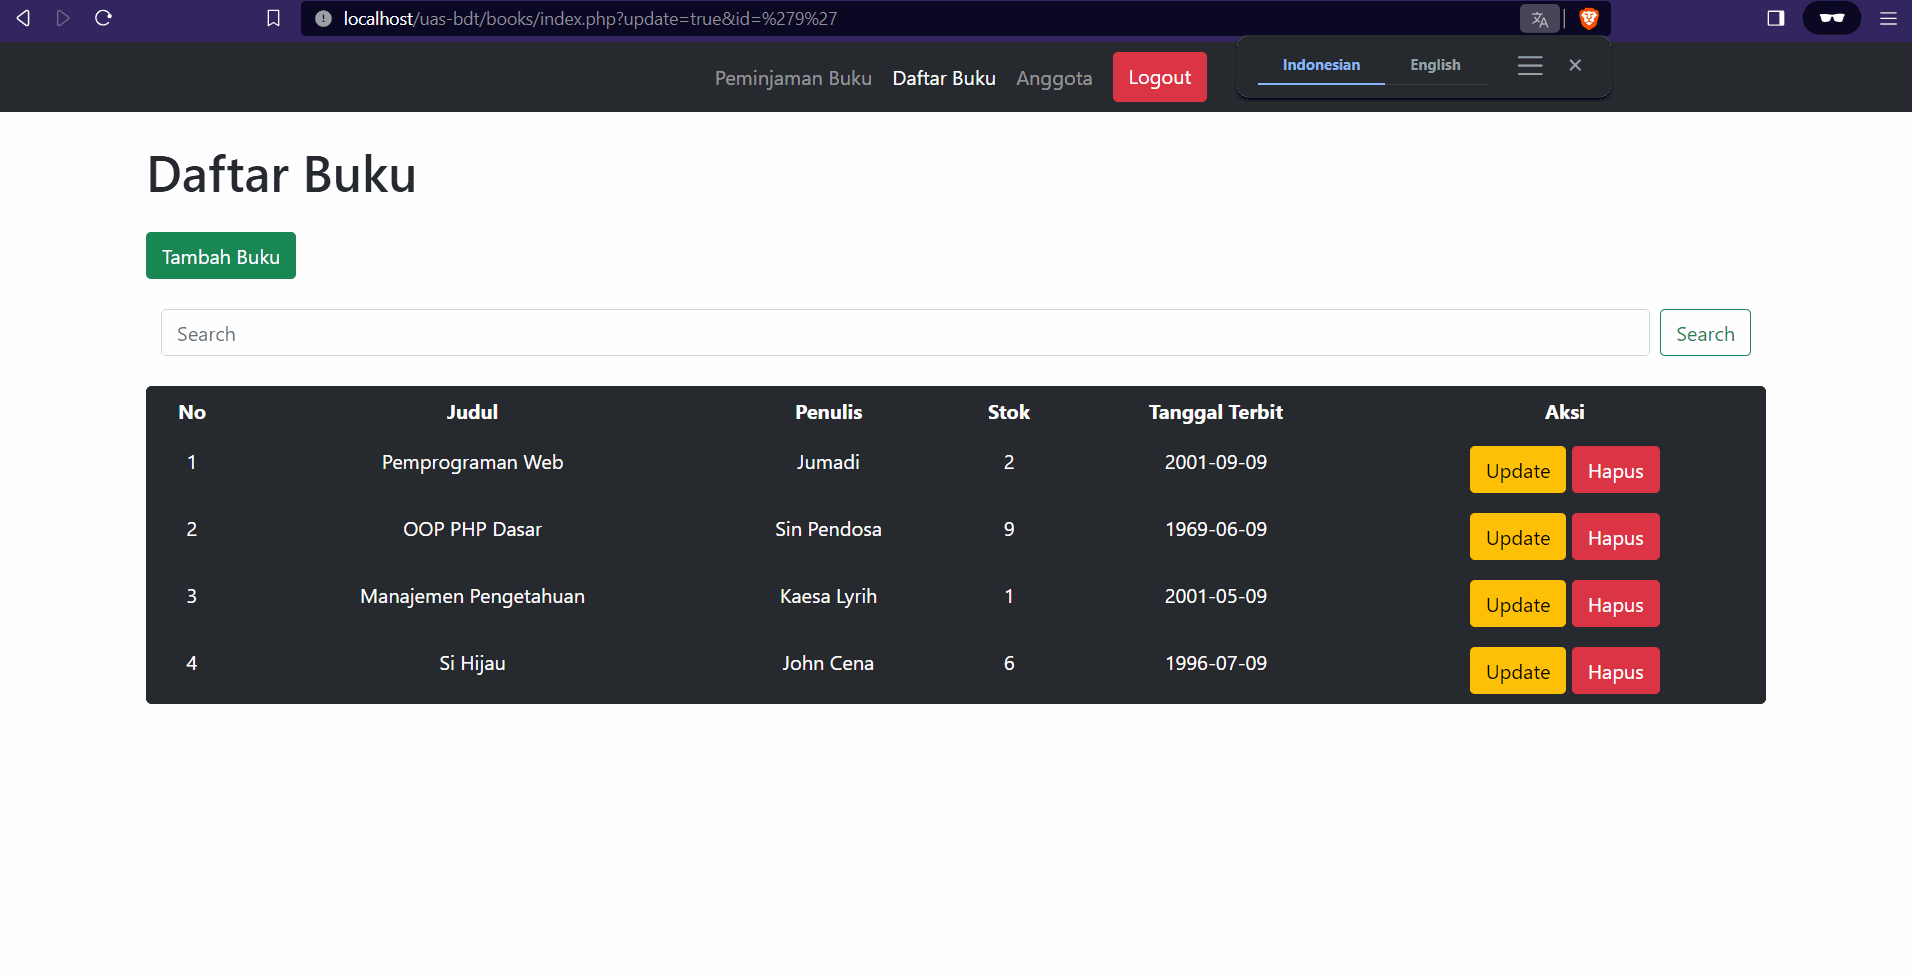 localhost/uas-bdt/books/index.php?update=true&id=%279%27
Peminjaman Buku Daftar Buku Anggota Logout
Indonesian English
Daftar Buku
Tambah Buku
Search Search
No Judul Penulis Stok Tanggal Terbit Aksi
1 Pemprograman Web Jumadi 2 2001-09-09 Update Hapus
2 OOP PHP Dasar Sin Pendosa 9 1969-06-09 Update Hapus
3 Manajemen Pengetahuan Kaesa Lyrih 1 2001-05-09 Update Hapus
4 Si Hijau John Cena 6 1996-07-09 Update Hapus